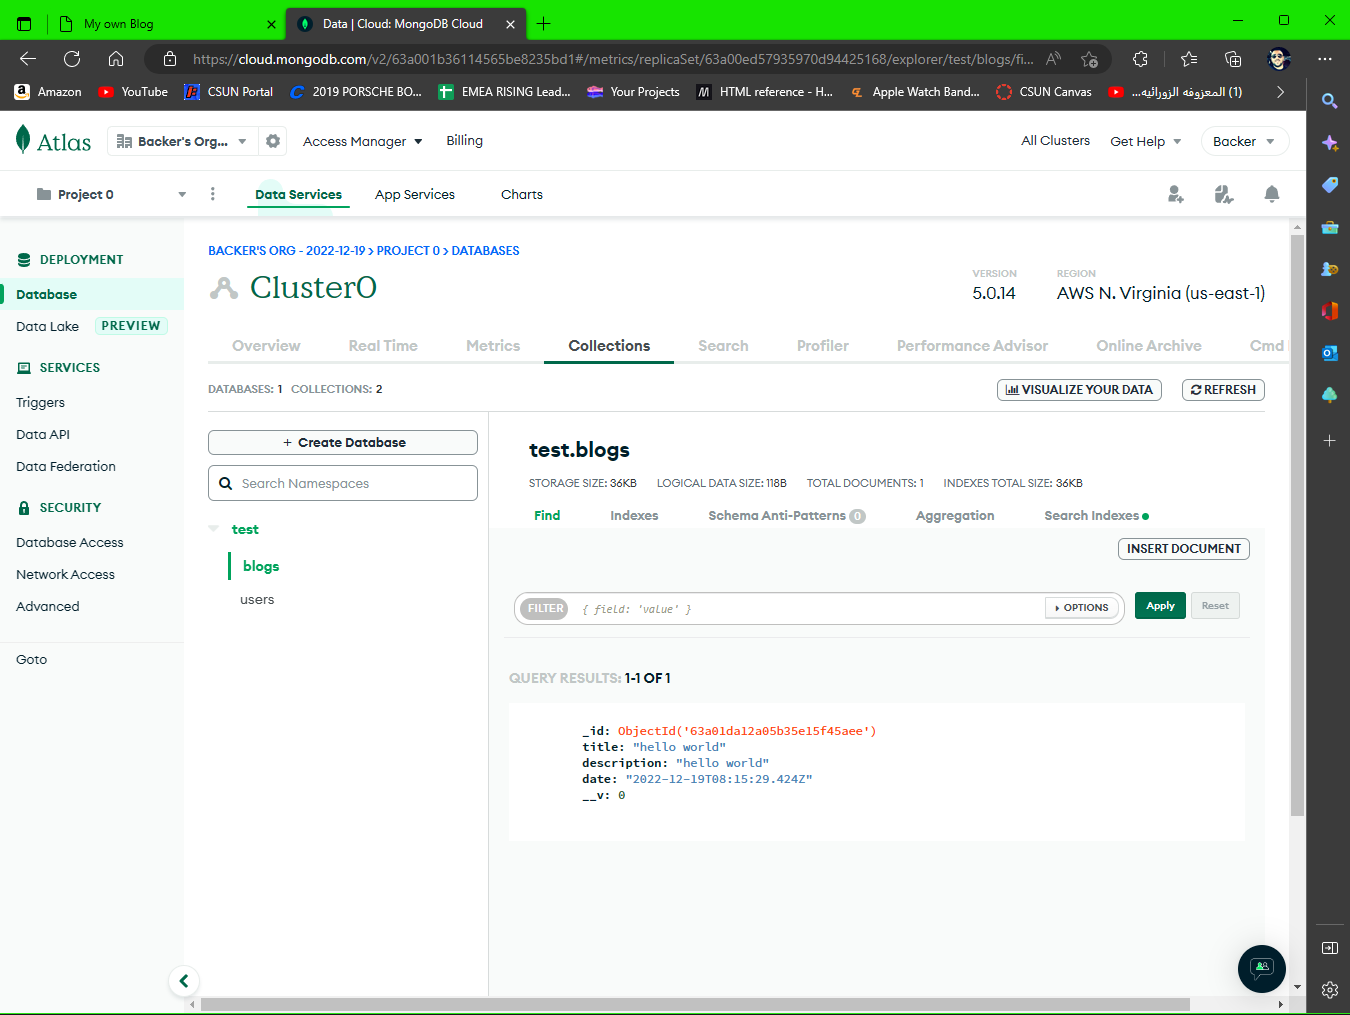 My own Blog
Data | Cloud: MongoDB Cloud
https://cloud.mongodb.com/v2/63a001b36114565be8235bd1#/metrics/replicaSet/63a00ed57935970d94425168/explorer/test/blogs/fi...
Amazon
YouTube
CSUN Portal
2019 PORSCHE BO...
EMEA RISING Lead...
Your Projects
HTML reference - H...
Apple Watch Band...
CSUN Canvas
(1) المعزوفه الزورائيه...
Atlas
Backer's Org...
Access Manager
Billing
All Clusters
Get Help
Backer
Project 0
Data Services
App Services
Charts
DEPLOYMENT
Database
Data Lake PREVIEW
SERVICES
Triggers
Data API
Data Federation
SECURITY
Database Access
Network Access
Advanced
Goto
BACKER'S ORG - 2022-12-19 > PROJECT 0 > DATABASES
Cluster0
VERSION
5.0.14
REGION
AWS N. Virginia (us-east-1)
Overview
Real Time
Metrics
Collections
Search
Profiler
Performance Advisor
Online Archive
Cmd
DATABASES: 1 COLLECTIONS: 2
VISUALIZE YOUR DATA
REFRESH
+ Create Database
Search Namespaces
test
blogs
users
test.blogs
STORAGE SIZE: 36KB
LOGICAL DATA SIZE: 118B
TOTAL DOCUMENTS: 1
INDEXES TOTAL SIZE: 36KB
Find
Indexes
Schema Anti-Patterns 0
Aggregation
Search Indexes
INSERT DOCUMENT
FILTER
{ field: 'value' }
OPTIONS
Apply
Reset
QUERY RESULTS: 1-1 OF 1
_id: ObjectId('63a01da12a05b35e15f45aee')
title: "hello world"
description: "hello world"
date: "2022-12-19T08:15:29.424Z"
__v: 0